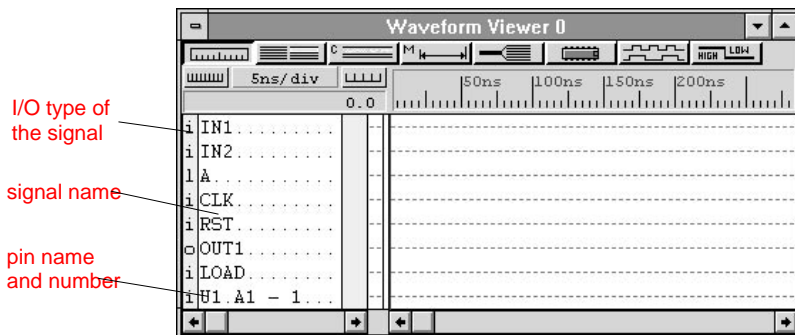 Waveform Viewer 0
C M HIGH LOW
5ns/div 50ns 100ns 150ns 200ns
0.0
I/O type of
the signal
signal name
pin name
and number
i IN1.........
i IN2.........
l A...........
i CLK.........
i RST.........
o OUT1........
i LOAD........
i U1.A1 - 1...